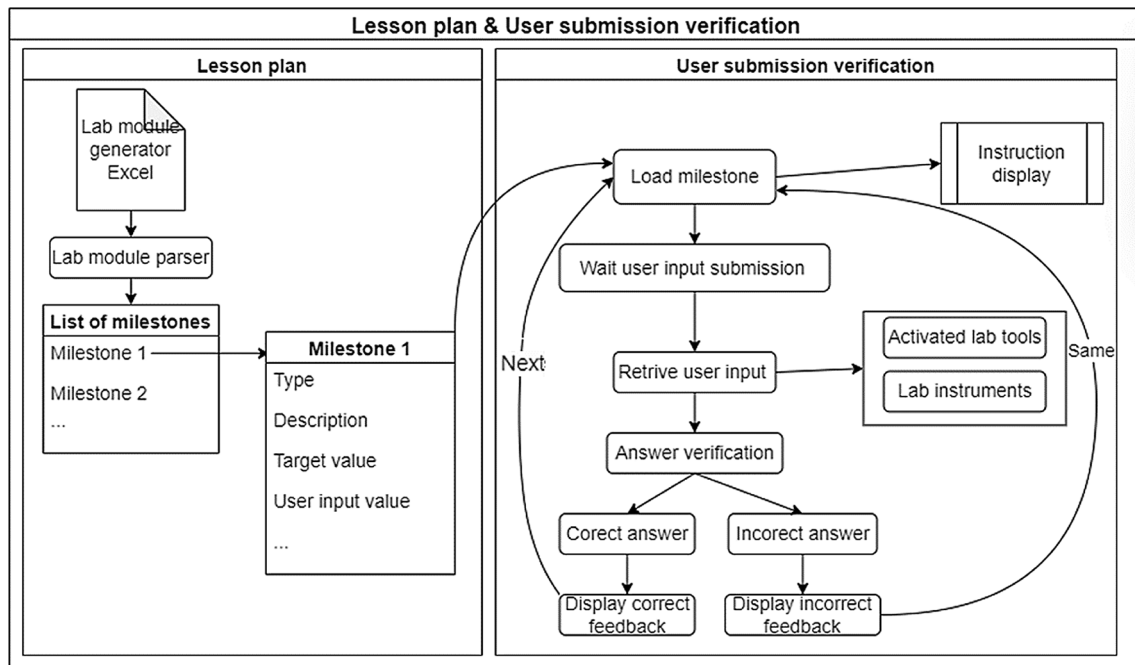 Lesson plan & User submission verification
Lesson plan
Lab module
generator
Excel
Lab module parser
List of milestones
Milestone 1
Milestone 2
...
Milestone 1
Type
Description
Target value
User input value
...
User submission verification
Load milestone
Instruction
display
Wait user input submission
Retrive user input
Activated lab tools
Lab instruments
Answer verification
Corect answer
Incorect answer
Display correct
feedback
Display incorrect
feedback
Next
Same